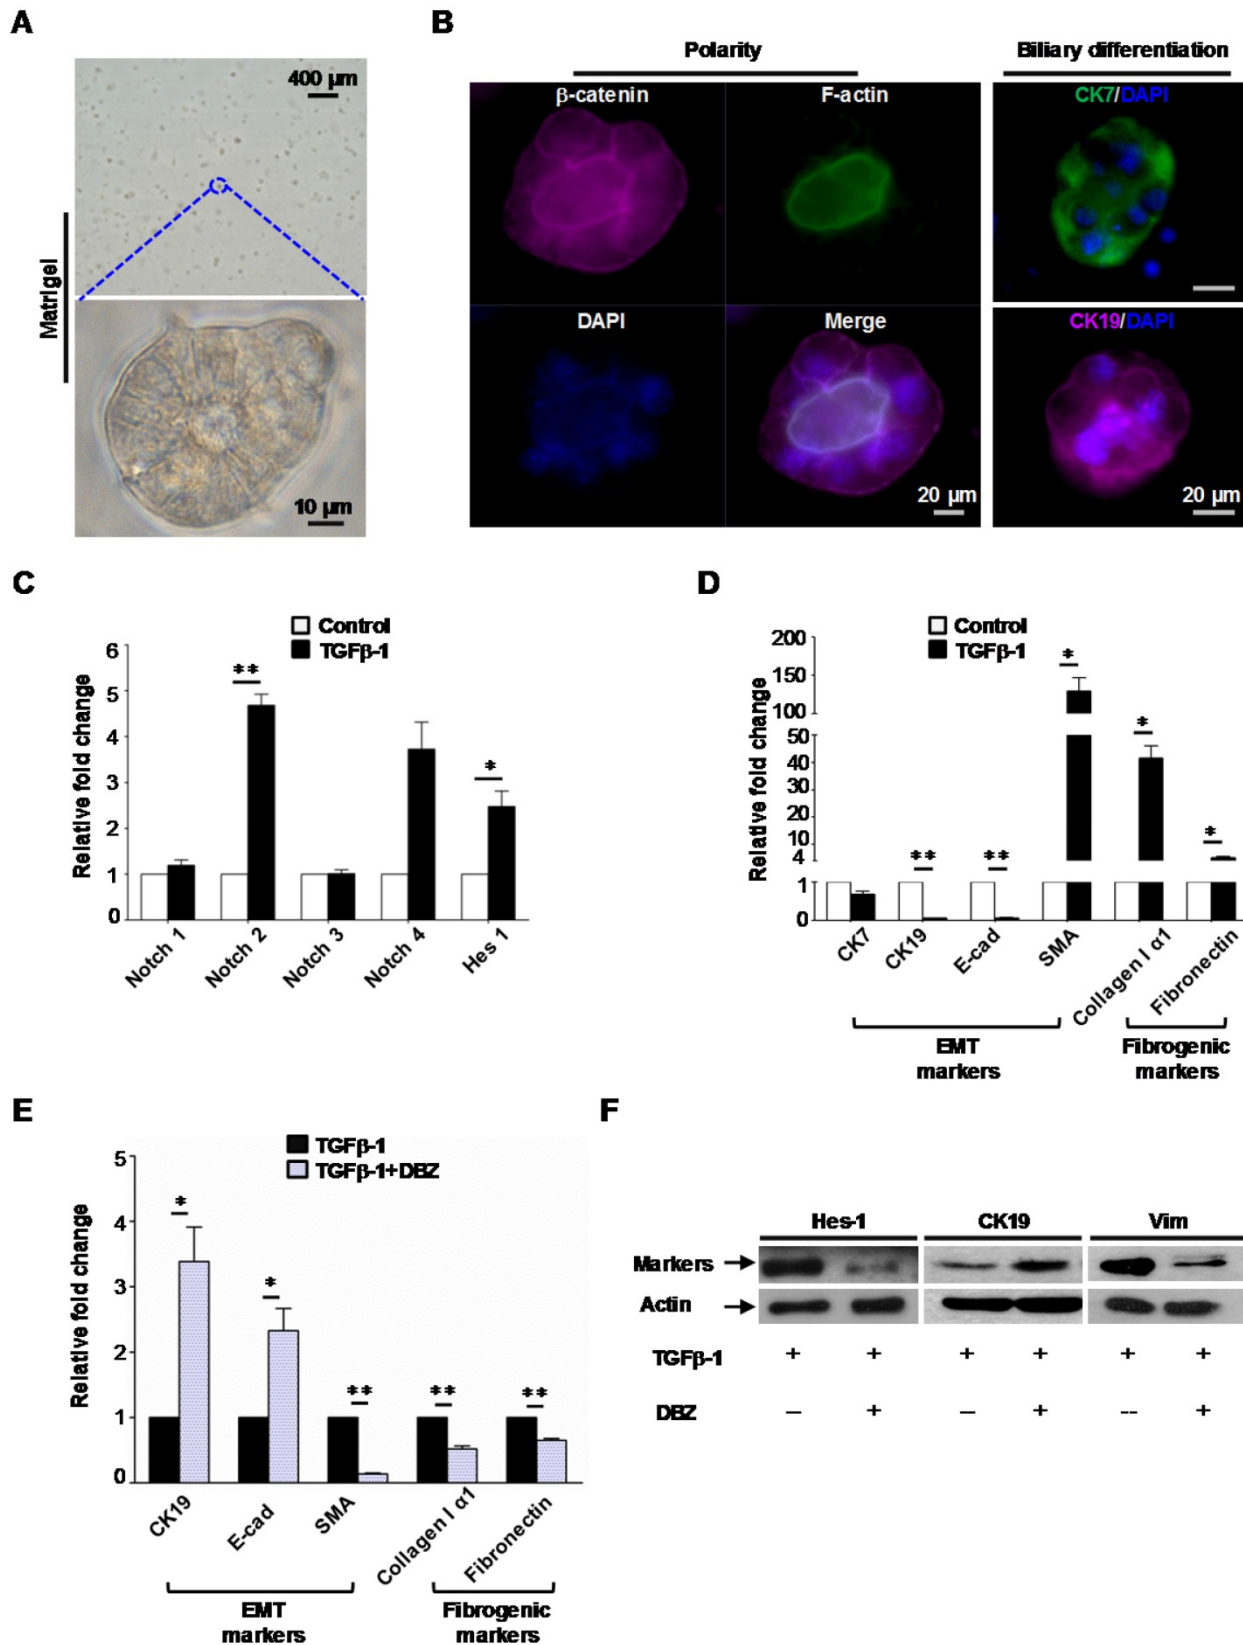 A
400 µm
Matrigel
10 µm
B
Polarity
Biliary differentiation
β-catenin
F-actin
CK7/DAPI
DAPI
Merge
CK19/DAPI
20 µm
20 µm
C
Control
TGFβ-1
Relative fold change
6
5
4
3
2
1
0
**
*
Notch 1
Notch 2
Notch 3
Notch 4
Hes 1
D
Control
TGFβ-1
Relative fold change
200
150
100
50
40
30
20
10
4
1
0
**
**
*
*
*
CK7
CK19
E-cad
SMA
Collagen I α1
Fibronectin
EMT
markers
Fibrogenic
markers
E
TGFβ-1
TGFβ-1+DBZ
Relative fold change
5
4
3
2
1
0
*
*
**
**
**
CK19
E-cad
SMA
Collagen I α1
Fibronectin
EMT
markers
Fibrogenic
markers
F
Hes-1 CK19 Vim
Markers
Actin
TGFβ-1 + + + + + +
DBZ – + – + -- +